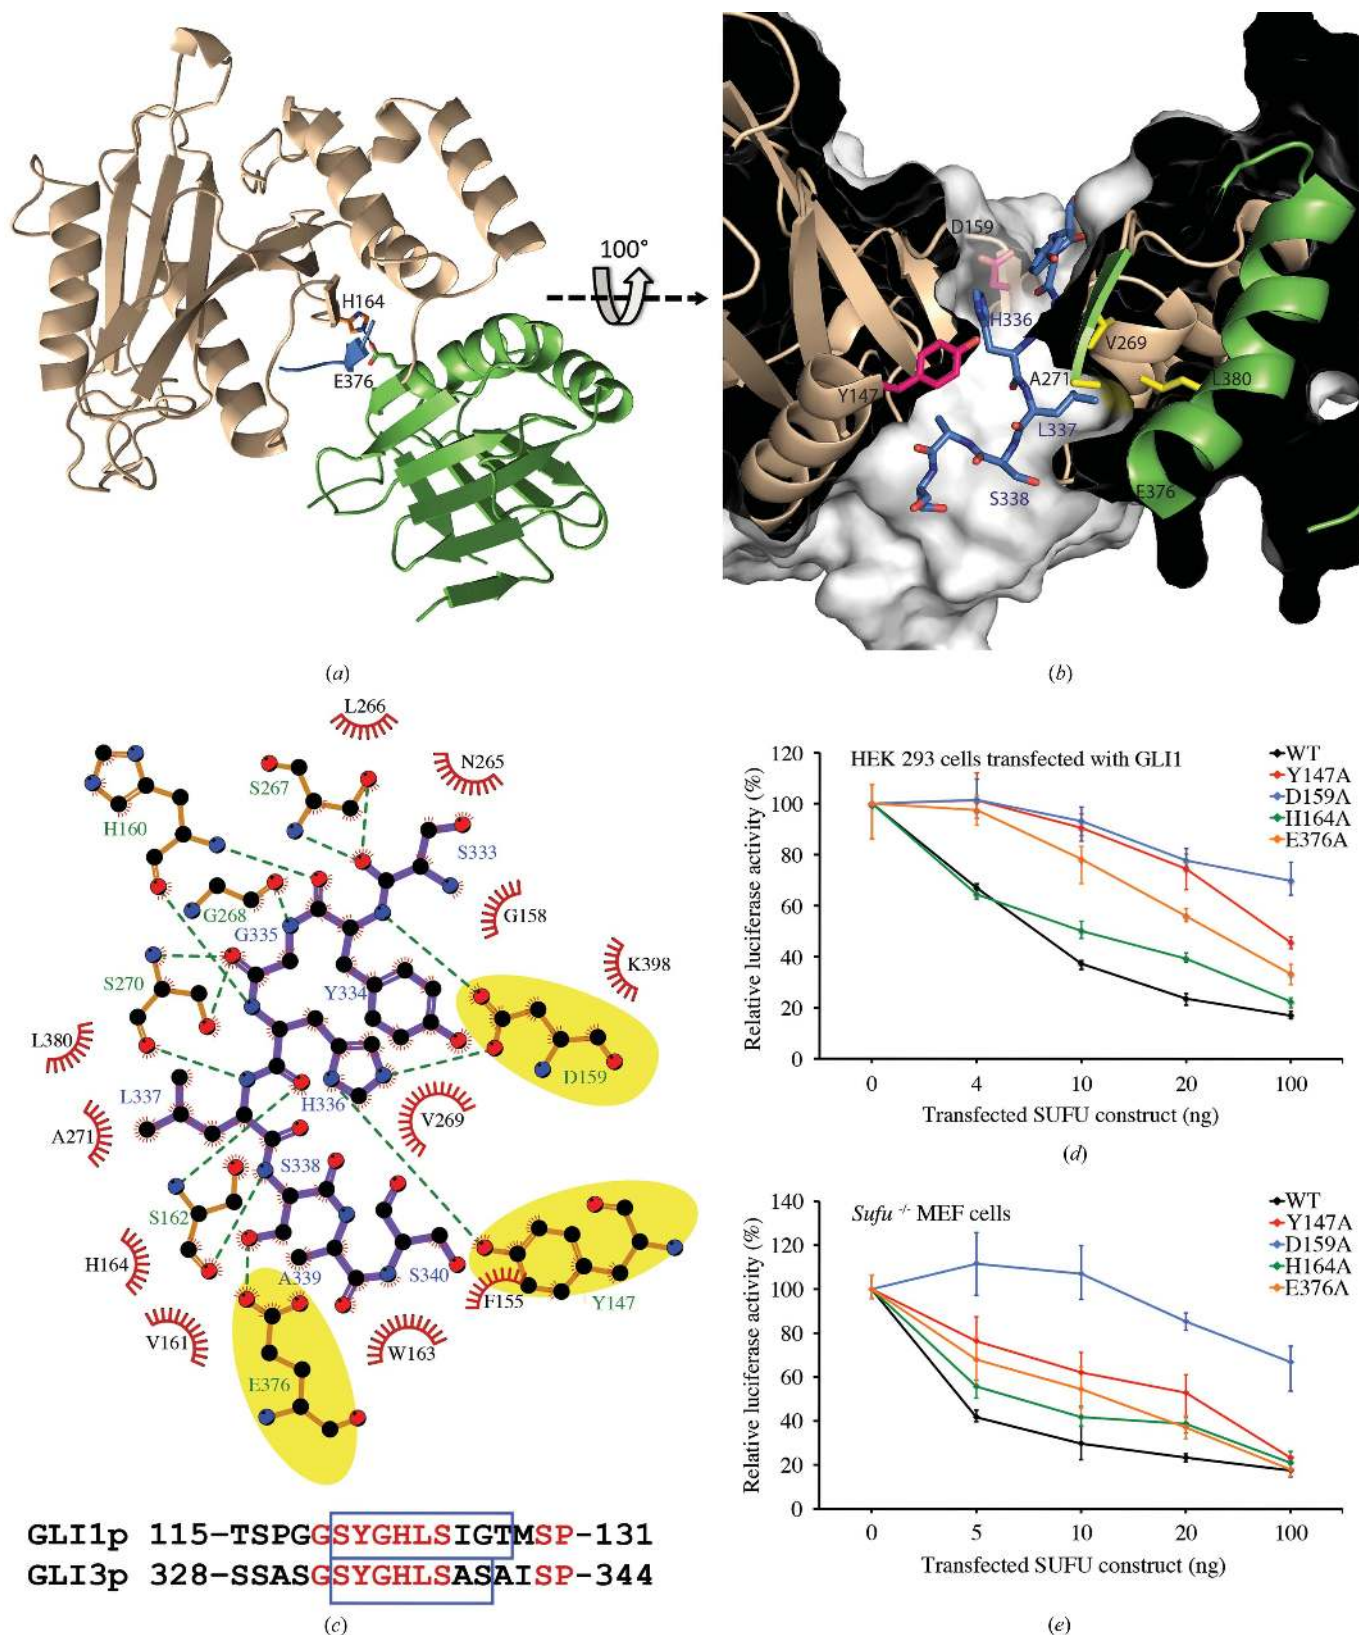 H164
E376
100°
(a)
D159
H336
V269
Y147
A271
L380
L337
S338
E376
(b)
L266
N265
S267
H160
S333
G268
G158
G335
K398
S270
Y334
L380
D159
L337
H336
V269
A271
S338
S162
H164
A339
S340
F155
Y147
V161
W163
E376
GLI1p 115-TSPGGSYGHLSIGTMSP-131
GLI3p 328-SSASGSYGHLSASAISP-344
(c)
HEK 293 cells transfected with GLI1
WT
Y147A
D159A
H164A
E376A
Relative luciferase activity (%)
120
100
80
60
40
20
0
0 4 10 20 100
Transfected SUFU construct (ng)
(d)
Sufu -/- MEF cells
WT
Y147A
D159A
H164A
E376A
Relative luciferase activity (%)
140
120
100
80
60
40
20
0
0 5 10 20 100
Transfected SUFU construct (ng)
(e)